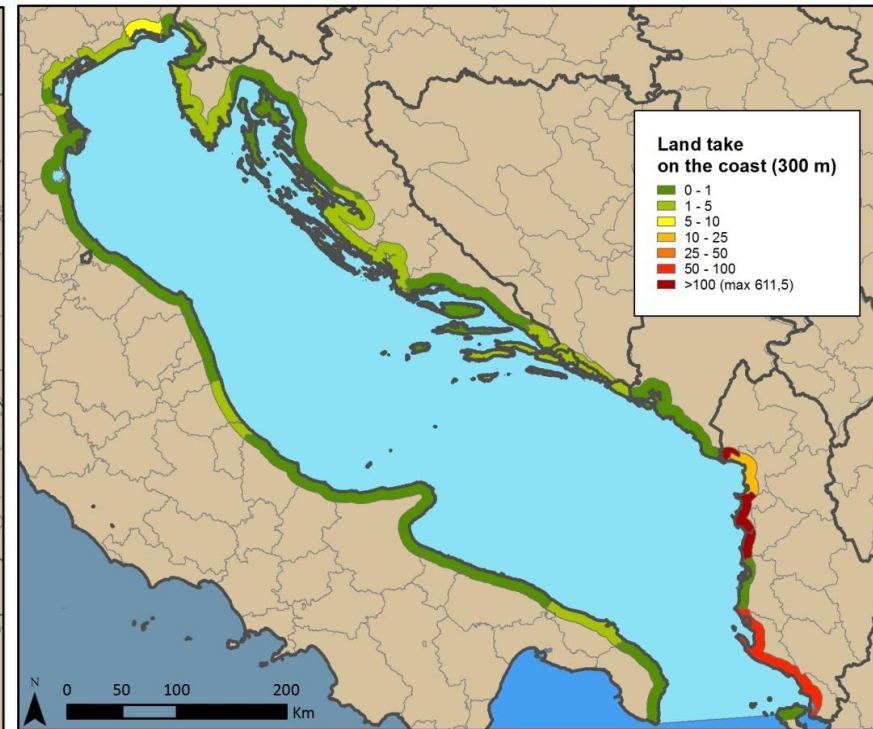 Land take
on the coast (300 m)
0 - 1
1 - 5
5 - 10
10 - 25
25 - 50
50 - 100
>100 (max 611,5)
N
0 50 100 200
Km